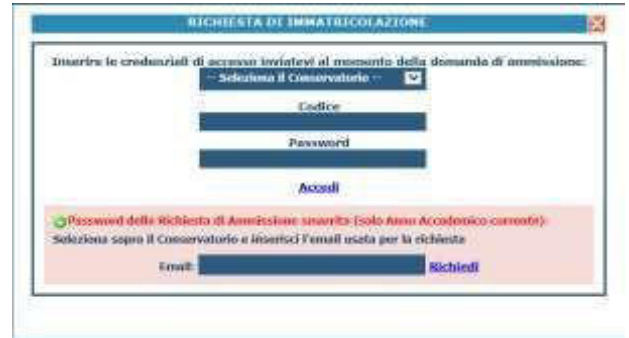 RICHIESTA DI IMMATRICOLAZIONE
Inserire le credenziali di accesso inviatevi al momento della domanda di ammissione:
-- Seleziona il Conservatorio --
Codice
Password
Accedi
Password delle Richiesta di Ammissione smarrita (solo Anno Accademico corrente):
Seleziona sopra il Conservatorio e inserisci l'email usata per la richiesta
Email:
Richiedi